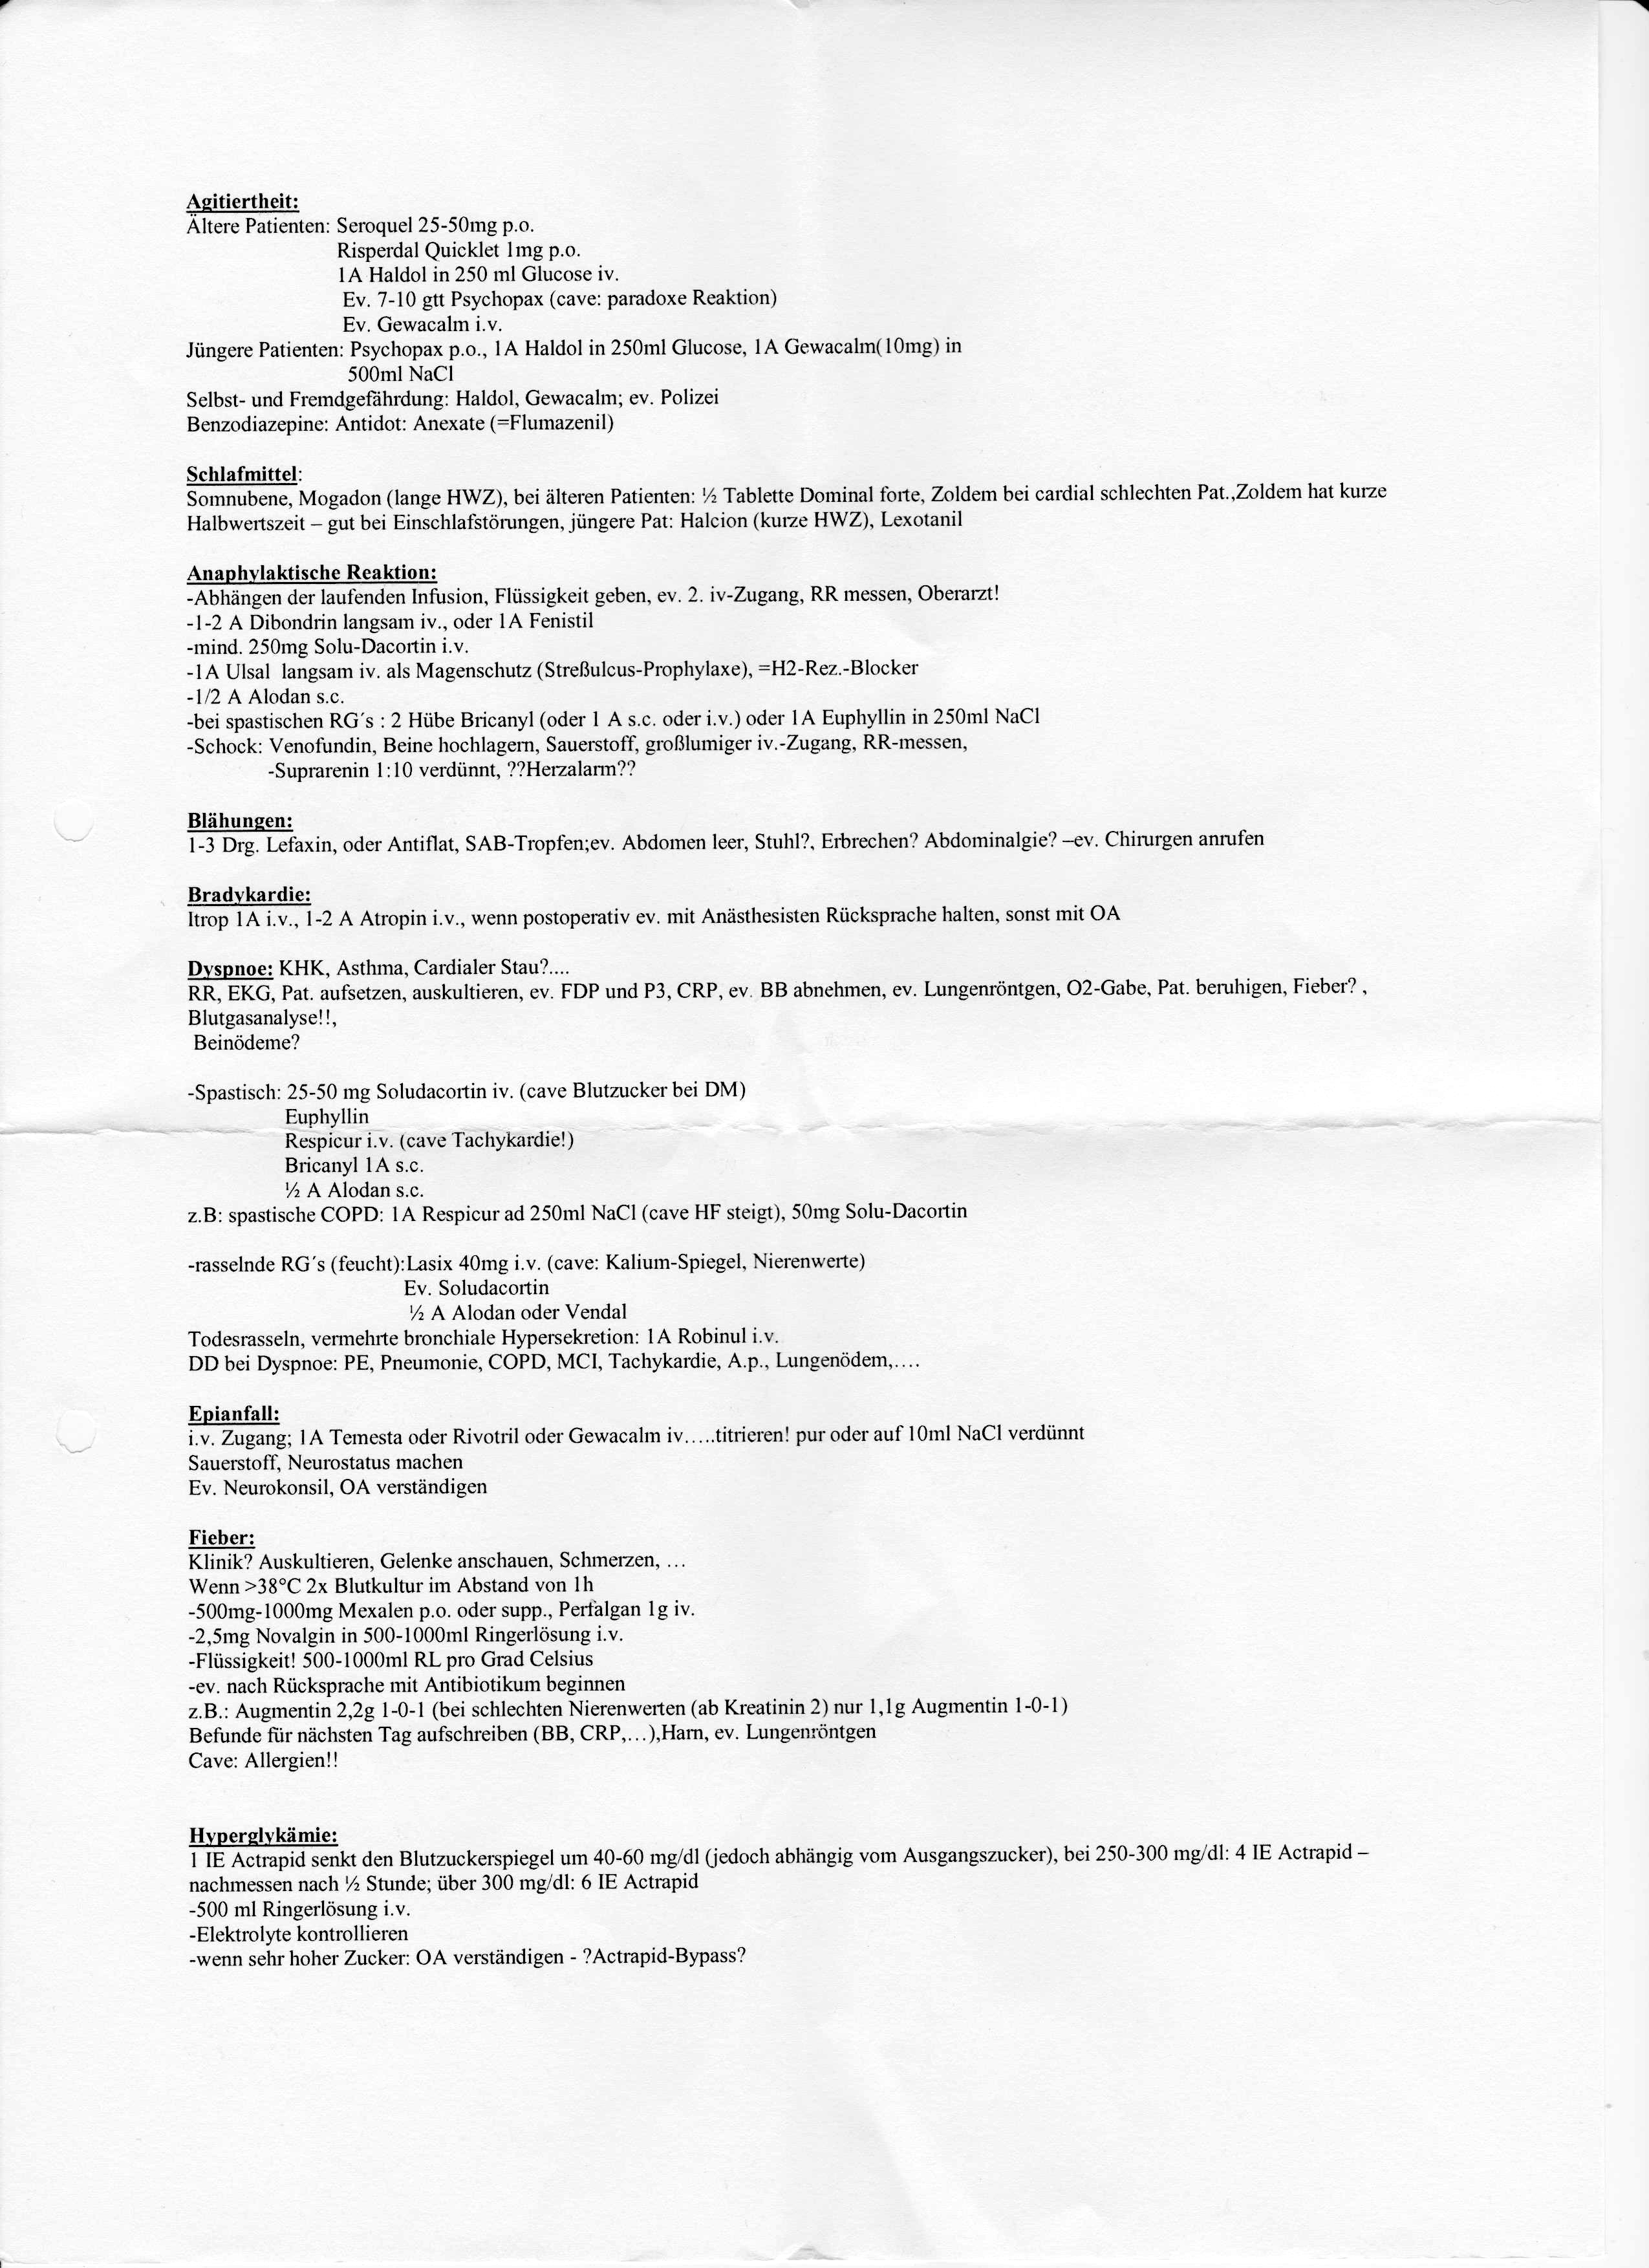 Agitiertheit:
Ältere Patienten: Seroquel 25-50mg p.o.
Risperdal Quicklet 1mg p.o.
1A Haldol in 250 ml Glucose iv.
Ev. 7-10 gtt Psychopax (cave: paradoxe Reaktion)
Ev. Gewacalm i.v.
Jüngere Patienten: Psychopax p.o., 1A Haldol in 250ml Glucose, 1A Gewacalm(10mg) in
500ml NaCl
Selbst- und Fremdgefährdung: Haldol, Gewacalm; ev. Polizei
Benzodiazepine: Antidot: Anexate (=Flumazenil)
Schlafmittel:
Somnubene, Mogadon (lange HWZ), bei älteren Patienten: ½ Tablette Dominal forte, Zoldem bei cardial schlechten Pat.,Zoldem hat kurze
Halbwertszeit – gut bei Einschlafstörungen, jüngere Pat: Halcion (kurze HWZ), Lexotanil
Anaphylaktische Reaktion:
-Abhängen der laufenden Infusion, Flüssigkeit geben, ev. 2. iv-Zugang, RR messen, Oberarzt!
-1-2 A Dibondrin langsam iv., oder 1A Fenistil
-mind. 250mg Solu-Dacortin i.v.
-1A Ulsal langsam iv. als Magenschutz (Streßulcus-Prophylaxe), =H2-Rez.-Blocker
-1/2 A Alodan s.c.
-bei spastischen RG´s : 2 Hübe Bricanyl (oder 1 A s.c. oder i.v.) oder 1A Euphyllin in 250ml NaCl
-Schock: Venofundin, Beine hochlagern, Sauerstoff, großlumiger iv.-Zugang, RR-messen,
-Suprarenin 1:10 verdünnt, ??Herzalarm??
Blähungen:
1-3 Drg. Lefaxin, oder Antiflat, SAB-Tropfen;ev. Abdomen leer, Stuhl?, Erbrechen? Abdominalgie? –ev. Chirurgen anrufen
Bradykardie:
Itrop 1A i.v., 1-2 A Atropin i.v., wenn postoperativ ev. mit Anästhesisten Rücksprache halten, sonst mit OA
Dyspnoe: KHK, Asthma, Cardialer Stau?....
RR, EKG, Pat. aufsetzen, auskultieren, ev. FDP und P3, CRP, ev. BB abnehmen, ev. Lungenröntgen, O2-Gabe, Pat. beruhigen, Fieber? ,
Blutgasanalyse!!,
Beinödeme?
-Spastisch: 25-50 mg Soludacortin iv. (cave Blutzucker bei DM)
Euphyllin
Respicur i.v. (cave Tachykardie!)
Bricanyl 1A s.c.
½ A Alodan s.c.
z.B: spastische COPD: 1A Respicur ad 250ml NaCl (cave HF steigt), 50mg Solu-Dacortin
-rasselnde RG´s (feucht):Lasix 40mg i.v. (cave: Kalium-Spiegel, Nierenwerte)
Ev. Soludacortin
½ A Alodan oder Vendal
Todesrasseln, vermehrte bronchiale Hypersekretion: 1A Robinul i.v.
DD bei Dyspnoe: PE, Pneumonie, COPD, MCI, Tachykardie, A.p., Lungenödem,....
Epianfall:
i.v. Zugang; 1A Temesta oder Rivotril oder Gewacalm iv.….titrieren! pur oder auf 10ml NaCl verdünnt
Sauerstoff, Neurostatus machen
Ev. Neurokonsil, OA verständigen
Fieber:
Klinik? Auskultieren, Gelenke anschauen, Schmerzen, …
Wenn >38°C 2x Blutkultur im Abstand von 1h
-500mg-1000mg Mexalen p.o. oder supp., Perfalgan 1g iv.
-2,5mg Novalgin in 500-1000ml Ringerlösung i.v.
-Flüssigkeit! 500-1000ml RL pro Grad Celsius
-ev. nach Rücksprache mit Antibiotikum beginnen
z.B.: Augmentin 2,2g 1-0-1 (bei schlechten Nierenwerten (ab Kreatinin 2) nur 1,1g Augmentin 1-0-1)
Befunde für nächsten Tag aufschreiben (BB, CRP,…),Harn, ev. Lungenröntgen
Cave: Allergien!!
Hyperglykämie:
1 IE Actrapid senkt den Blutzuckerspiegel um 40-60 mg/dl (jedoch abhängig vom Ausgangszucker), bei 250-300 mg/dl: 4 IE Actrapid –
nachmessen nach ½ Stunde; über 300 mg/dl: 6 IE Actrapid
-500 ml Ringerlösung i.v.
-Elektrolyte kontrollieren
-wenn sehr hoher Zucker: OA verständigen - ?Actrapid-Bypass?